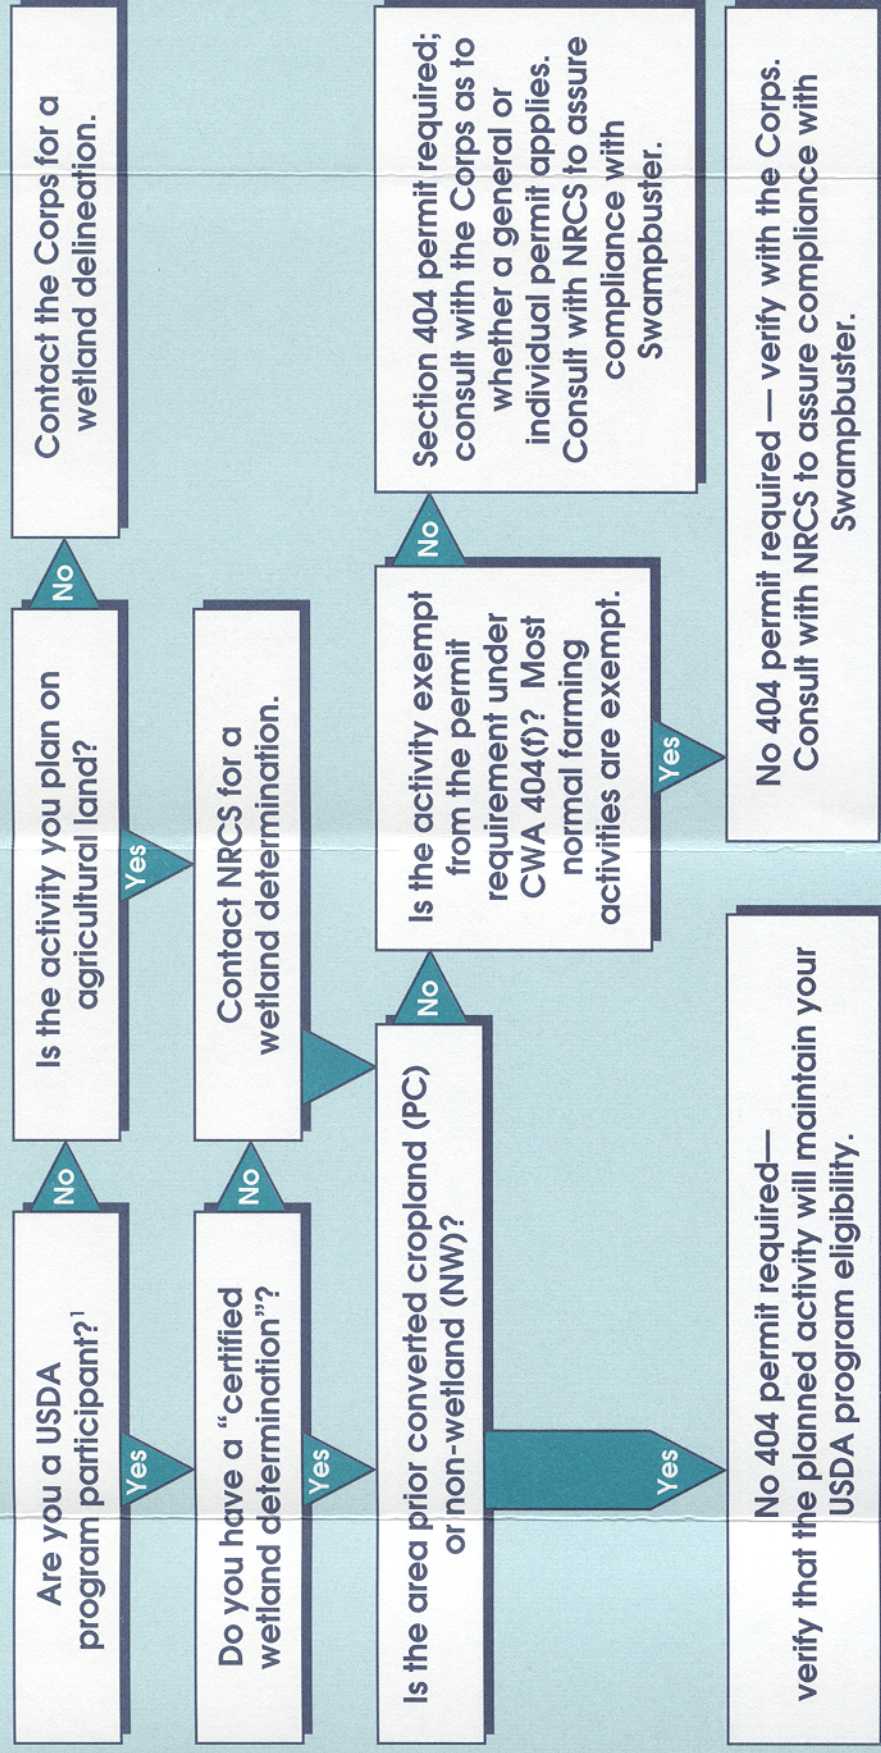 Are you a USDA
program participant?¹
No
Is the activity you plan on
agricultural land?
No
Contact the Corps for a
wetland delineation.
Yes
Yes
Do you have a “certified
wetland determination”?
No
Contact NRCS for a
wetland determination.
Yes
Is the area prior converted cropland (PC)
or non-wetland (NW)?
No
Is the activity exempt
from the permit
requirement under
CWA 404(f)? Most
normal farming
activities are exempt.
No
Section 404 permit required;
consult with the Corps as to
whether a general or
individual permit applies.
Consult with NRCS to assure
compliance with
Swampbuster.
Yes
Yes
No 404 permit required—
verify that the planned activity will maintain your
USDA program eligibility.
No 404 permit required — verify with the Corps.
Consult with NRCS to assure compliance with
Swampbuster.